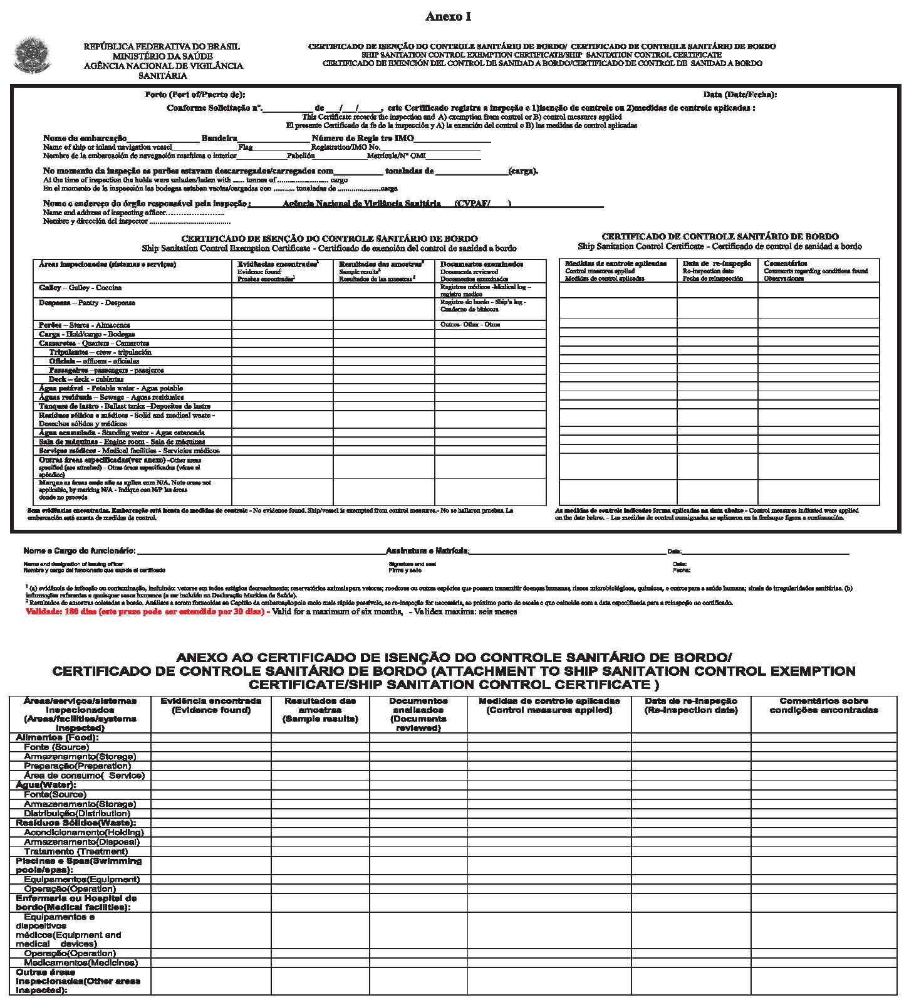 Anexo I
REPÚBLICA FEDERATIVA DO BRASIL
MINISTÉRIO DA SAÚDE
AGÊNCIA NACIONAL DE VIGILÂNCIA
SANITÁRIA
CERTIFICADO DE ISENÇÃO DO CONTROLE SANITÁRIO DE BORDO/ CERTIFICADO DE CONTROLE SANITÁRIO DE BORDO
SHIP SANITATION CONTROL EXEMPTION CERTIFICATE/SHIP SANITATION CONTROL CERTIFICATE
CERTIFICADO DE EXENCIÓN DEL CONTROL DE SANIDAD A BORDO/CERTIFICADO DE CONTROL DE SANIDAD A BORDO
Porto (Port of/Puerto de): Data (Date/Fecha):
Conforme Solicitação nº.___________ de ___/___/_____, este Certificado registra a inspeção e 1)isenção de controle ou 2)medidas de controle aplicadas :
This Certificate records the inspection and A) exemption from control or B) control measures applied
El presente Certificado da fe de la inspección y A) la exención del control o B) las medidas de control aplicadas
Nome da embarcação________________ Bandeira________________ Número de Regis tro IMO_________________
Name of ship or inland navigation vessel__________________Flag________________Registration/IMO No.__________________________
Nombre de la embarcación de navegación marítima o interior______________Pabellón_______________Matrícula/Nº OMI_______________
No momento da inspeção os porões estavam descarregados/carregados com___________ toneladas de ________________(carga).
At the time of inspection the holds were unladen/laden with ...... tonnes of .......................... cargo
En el momento de la inspección las bodegas estaban vacías/cargadas con ........... toneladas de ......................carga
Nome e endereço do órgão responsável pela inspeção : Agência Nacional de Vigilância Sanitária (CVPAF/____)
Name and address of inspecting officer…………………..
Nombre y dirección del inspector ..........................................
CERTIFICADO DE ISENÇÃO DO CONTROLE SANITÁRIO DE BORDO
Ship Sanitation Control Exemption Certificate - Certificado de exención del control de sanidad a bordo
CERTIFICADO DE CONTROLE SANITÁRIO DE BORDO
Ship Sanitation Control Certificate - Certificado de control de sanidad a bordo
Áreas inspecionadas (sistemas e serviços)
Evidências encontradas¹
Evidence found¹
Pruebas encontradas¹
Resultados das amostras²
Sample results²
Resultados de las muestras ²
Documentos examinados
Documents reviewed
Documentos examinados
Medidas de controle aplicadas
Control measures applied
Medidas de control aplicadas
Data de re-inspeção
Re-inspection date
Fecha de reinspección
Comentários
Comments regarding conditions found
Observaciones
Galley – Galley - Coccina
Registros médicos -Medical log –
registro medico
Despensa – Pantry - Despensa
Registro de bordo - Ship's log -
Cuaderno de bitácora
Porões – Stores - Almacenes
Outros- Other - Otros
Carga - Hold/cargo - Bodegas
Camarotes - Quarters - Camarotes
Tripulantes – crew - tripulación
Oficiais – officers - oficiales
Passageiros –passengers - pasajeros
Deck – deck - cubiertas
Água potável - Potable water - Agua potable
Águas residuais – Sewage - Aguas residuales
Tanques de lastro - Ballast tanks –Depositos de lastre
Resíduos sólidos e médicos - Solid and medical waste -
Desechos sólidos y médicos
Água acumulada - Standing water - Agua estancada
Sala de máquinas - Engine room - Sala de máquinas
Serviços médicos - Medical facilities - Servicios médicos
Outras áreas especificadas(ver anexo) -Other areas
specified (see attached) - Otras áreas especificadas (véase el
apéndice)
Marque as áreas onde não se aplica com N/A. Note areas not
applicable, by marking N/A - Indique con N/P las áreas
donde no proceda
Sem evidências encontradas. Embarcação está isenta de medidas de controle - No evidence found. Ship/vessel is exempted from control measures.- No se hallaron pruebas. La
embarcación está exenta de medidas de control.
As medidas de controle indicadas forma aplicadas na data abaixo - Control measures indicated were applied
on the date below. - Las medidas de control consignadas se aplicaron en la fechaque figura a continuación.
Nome e Cargo do funcionário: ____________________Assinatura e Matrícula:____________________ Data:____________________
Name and designation of issuing officer Signature and seal Date:
Nombre y cargo del funcionario que expide el certificado Firma y sello Fecha:
¹ (a) evidência de infecção ou contaminação, incluindo: vetores em todos estágios decrescimento; reservatórios animaispara vetores; roedores ou outras espécies que possam transmitir doenças humanas, riscos microbiológicos, químicos, e outrospara a saúde humana; sinais de irregularidades sanitárias. (b)
informações referentes a quaisquer casos humanos (a ser incluído na Declaração Marítica de Saúde).
² Resultados de amostras coletadas a bordo. Análises a serem fornecidas ao Capitão da embarcaçãopelo meio mais rápido possívele, se re-inspeção for necessária, ao próximo porto de escala e que coincida com a data especificada para a reinspeção no certificado.
Validade: 180 dias (este prazo pode ser estendido por 30 dias) - Valid for a maximum of six months, - Validex maxima: seis meses
ANEXO AO CERTIFICADO DE ISENÇÃO DO CONTROLE SANITÁRIO DE BORDO/
CERTIFICADO DE CONTROLE SANITÁRIO DE BORDO (ATTACHMENT TO SHIP SANITATION CONTROL EXEMPTION
CERTIFICATE/SHIP SANITATION CONTROL CERTIFICATE )
Áreas/serviços/sistemas
inspecionados
(Areas/facilities/systems
inspected)
Evidência encontrada
(Evidence found)
Resultados das
amostras
(Sample results)
Documentos
analisados
(Documents
reviewed)
Medidas de controle aplicadas
(Control measures applied)
Data de re-inspeção
(Re-inspection date)
Comentários sobre
condições encontradas
Alimentos (Food):
Fonte (Source)
Armazenamento(Storage)
Preparação(Preparation)
Área de consumo( Service)
Água(Water):
Fonte(Source)
Armazenamento(Storage)
Distribuição(Distribution)
Resíduos Sólidos(Waste):
Acondicionamento(Holding)
Armazenamento(Disposal)
Tratamento (Treatment)
Piscinas e Spas(Swimming
pools/spas):
Equipamentos(Equipment)
Operação(Operation)
Enfermaria ou Hospital de
bordo(Medical facilities):
Equipamentos e
dispositivos
médicos(Equipment and
medical devices)
Operação(Operation)
Medicamentos(Medicines)
Outras áreas
inspecionadas(Other areas
inspected):